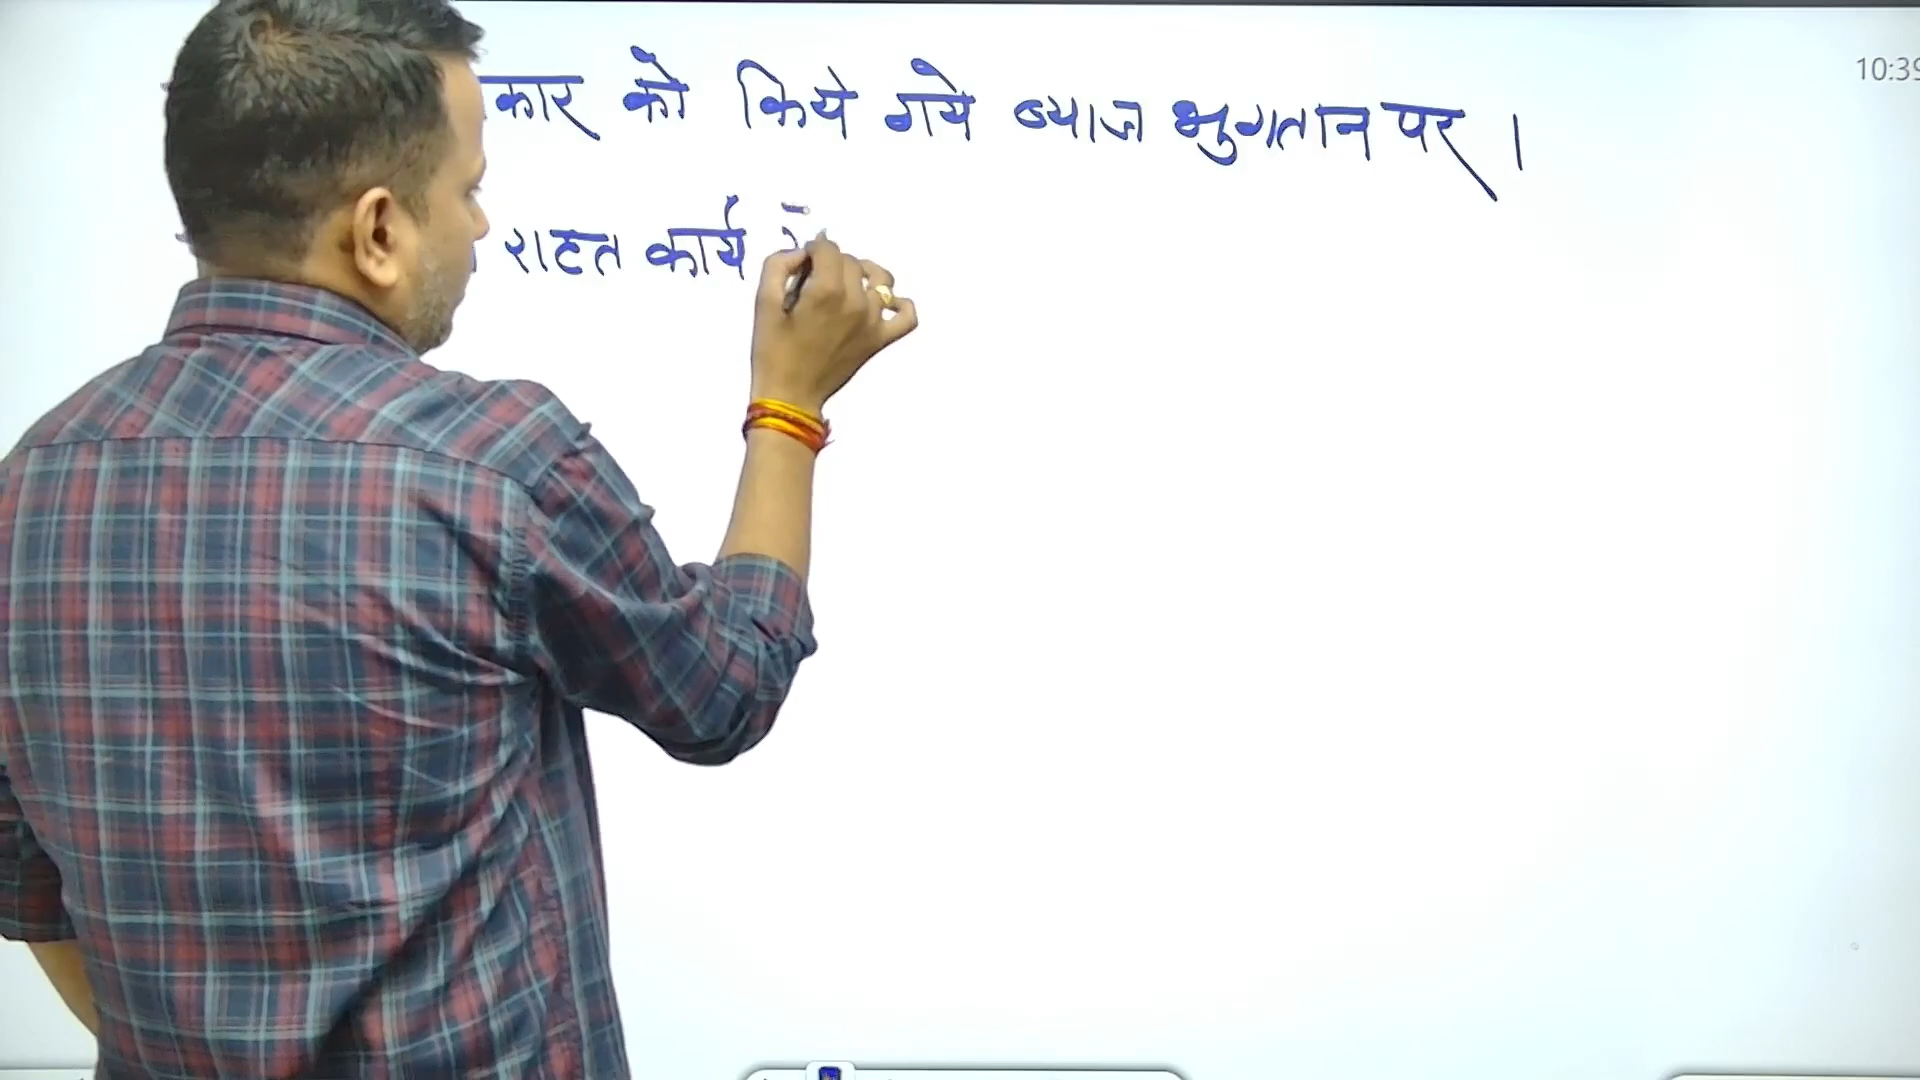 10:39
कार को किये गये ब्याज भुगतान पर ।
राहत कार्य